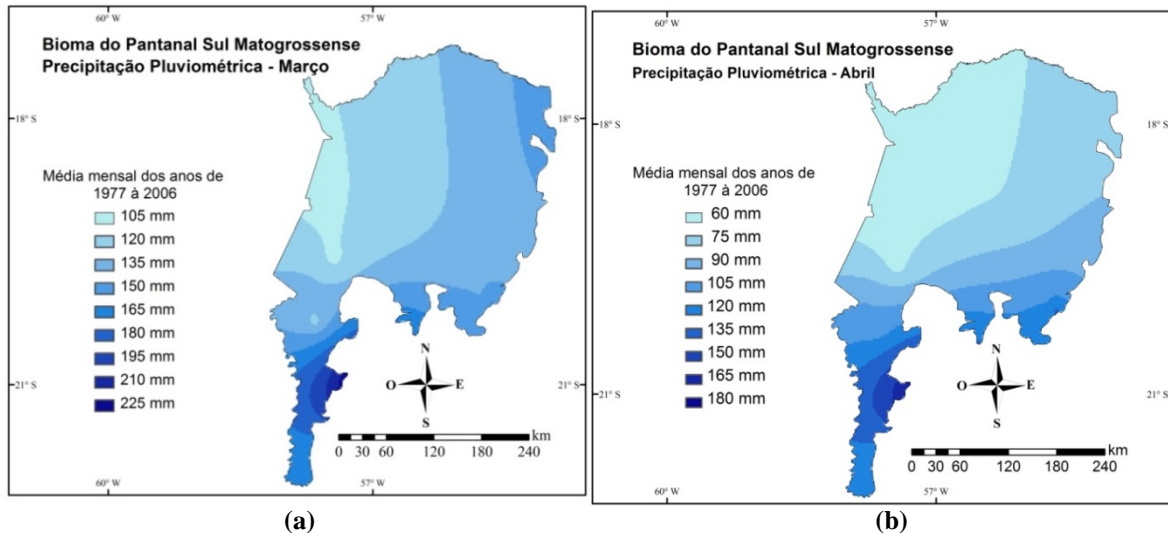 60° W
57° W
Bioma do Pantanal Sul Matogrossense
Precipitação Pluviométrica - Março
18° S
18° S
Média mensal dos anos de
1977 à 2006
105 mm
120 mm
135 mm
150 mm
165 mm
180 mm
195 mm
210 mm
225 mm
N
O
E
S
21° S
21° S
km
0 30 60 120 180 240
60° W
57° W
(a)
60° W
57° W
Bioma do Pantanal Sul Matogrossense
Precipitação Pluviométrica - Abril
18° S
18° S
Média mensal dos anos de
1977 à 2006
60 mm
75 mm
90 mm
105 mm
120 mm
135 mm
150 mm
165 mm
180 mm
N
O
E
S
21° S
21° S
km
0 30 60 120 180 240
60° W
57° W
(b)